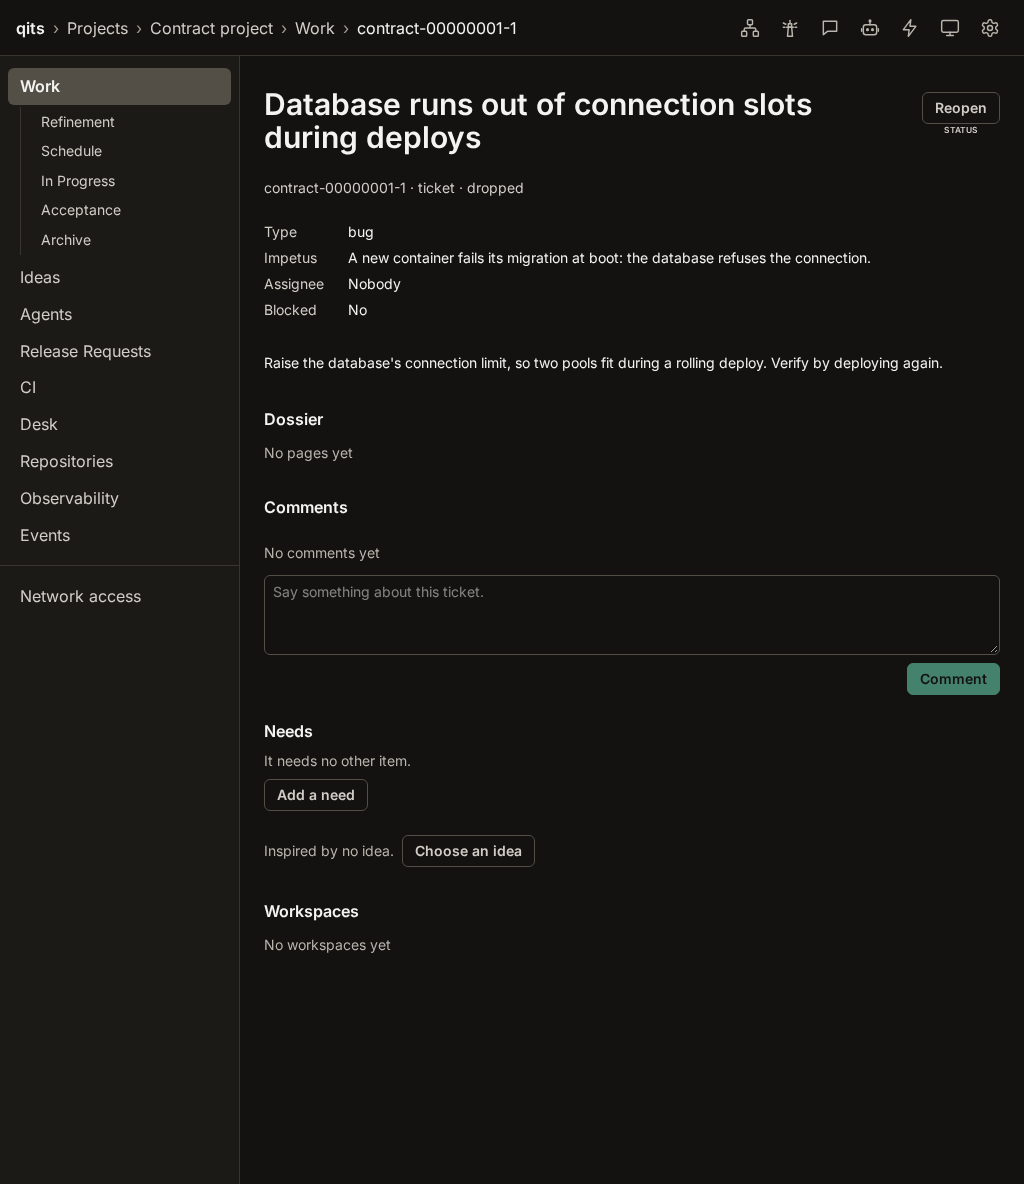 qits › Projects › Contract project › Work › contract-00000001-1
Work
Refinement
Schedule
In Progress
Acceptance
Archive
Ideas
Agents
Release Requests
CI
Desk
Repositories
Observability
Events
Network access
Database runs out of connection slots
during deploys
Reopen
STATUS
contract-00000001-1 · ticket · dropped
Type bug
Impetus A new container fails its migration at boot: the database refuses the connection.
Assignee Nobody
Blocked No
Raise the database's connection limit, so two pools fit during a rolling deploy. Verify by deploying again.
Dossier
No pages yet
Comments
No comments yet
Say something about this ticket.
Comment
Needs
It needs no other item.
Add a need
Inspired by no idea. Choose an idea
Workspaces
No workspaces yet